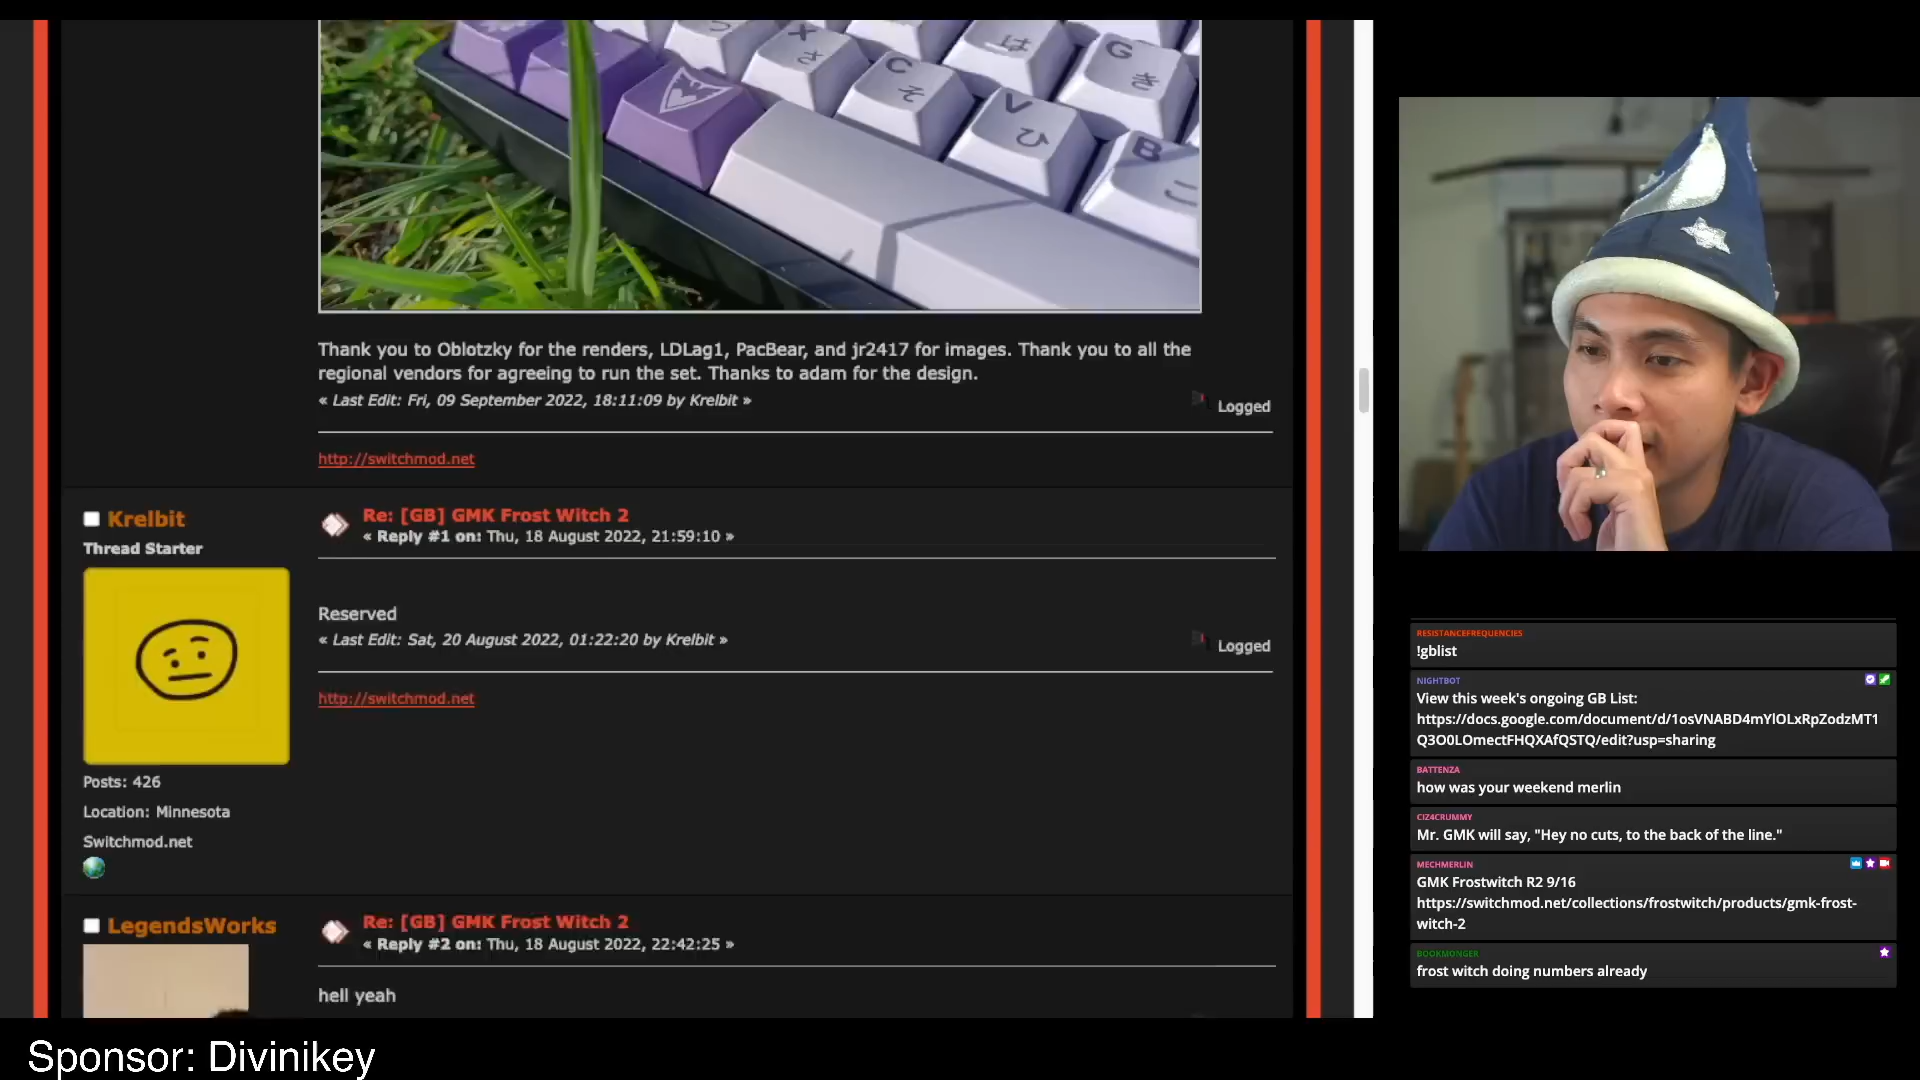 X
さ
C
そ
V
ひ
B
こ
G
き
は
Thank you to Oblotzky for the renders, LDLag1, PacBear, and jr2417 for images. Thank you to all the
regional vendors for agreeing to run the set. Thanks to adam for the design.
« Last Edit: Fri, 09 September 2022, 18:11:09 by Krelbit »
Logged
http://switchmod.net
Krelbit
Thread Starter
Posts: 426
Location: Minnesota
Switchmod.net
Re: [GB] GMK Frost Witch 2
« Reply #1 on: Thu, 18 August 2022, 21:59:10 »
Reserved
« Last Edit: Sat, 20 August 2022, 01:22:20 by Krelbit »
Logged
http://switchmod.net
LegendsWorks
Re: [GB] GMK Frost Witch 2
« Reply #2 on: Thu, 18 August 2022, 22:42:25 »
hell yeah
RESISTANCEFREQUENCIES
!gblist
NIGHTBOT
View this week's ongoing GB List:
https://docs.google.com/document/d/1osVNABD4mYlOLxRpZodzMT1
Q3O0LOmectFHQXAfQSTQ/edit?usp=sharing
BATTENZA
how was your weekend merlin
CIZ4CRUMMY
Mr. GMK will say, "Hey no cuts, to the back of the line."
MECHMERLIN
GMK Frostwitch R2 9/16
https://switchmod.net/collections/frostwitch/products/gmk-frost-
witch-2
BOOKMONGER
frost witch doing numbers already
Sponsor: Divinikey